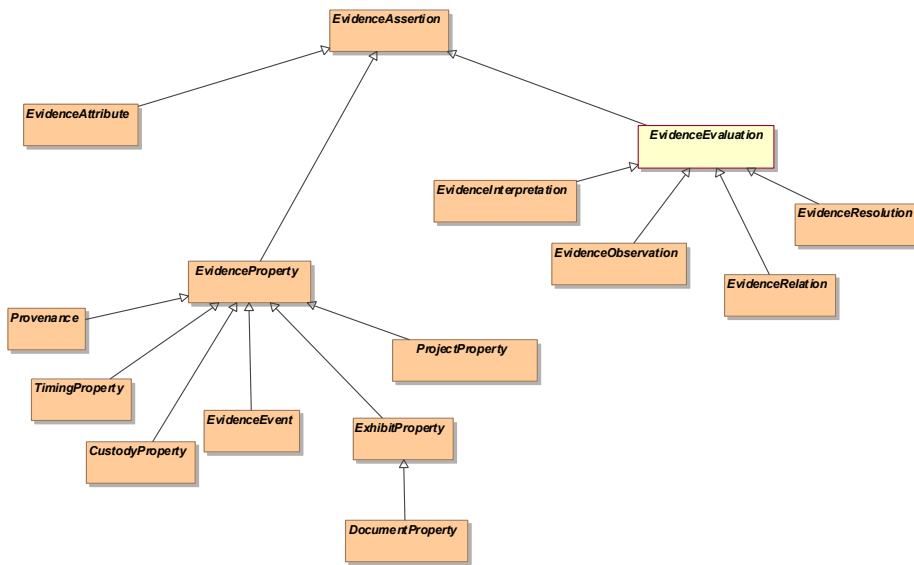 EvidenceAssertion
EvidenceAttribute
EvidenceEvaluation
EvidenceInterpretation
EvidenceResolution
EvidenceObservation
EvidenceRelation
EvidenceProperty
Provenance
ProjectProperty
TimingProperty
EvidenceEvent
ExhibitProperty
CustodyProperty
DocumentProperty